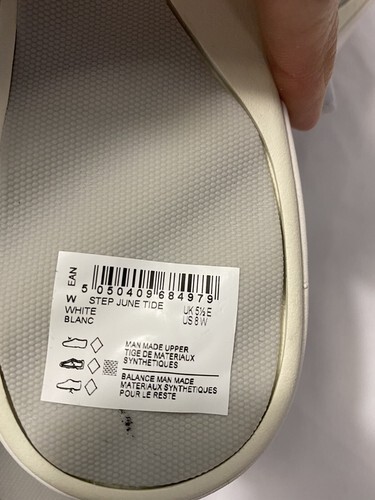 EAN
5 050409 684979
W STEP JUNE TIDE
WHITE UK 5½ E
BLANC US 8 W
MAN MADE UPPER
TIGE DE MATERIAUX
SYNTHETIQUES
BALANCE MAN MADE
MATERIAUX SYNTHETIQUES
POUR LE RESTE